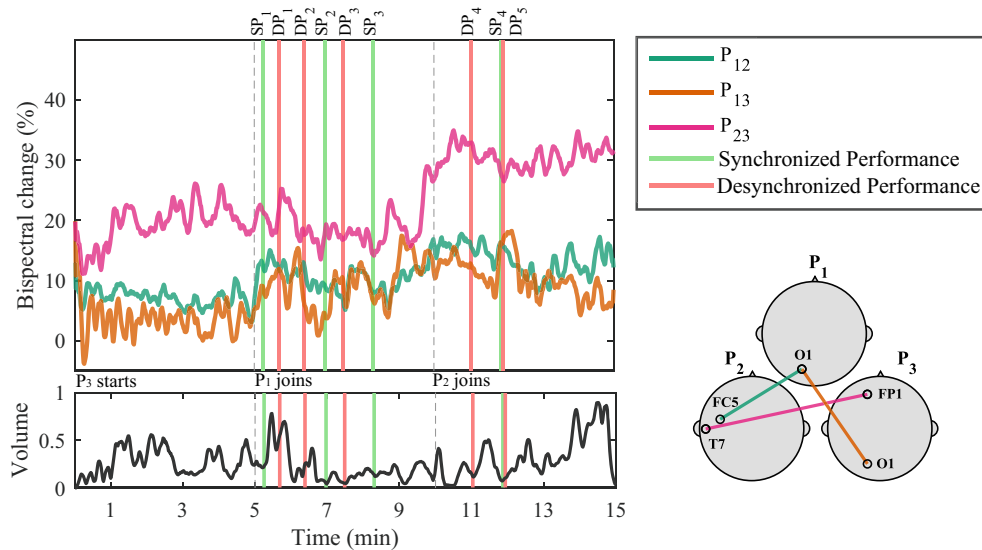 SP1 DP1 DP2 SP2 DP3 SP3 DP4 SP4 DP5
Bispectral change (%)
40
30
20
10
0
P3 starts P1 joins P2 joins
Volume
1
0.5
0
1 3 5 7 9 11 13 15
Time (min)
P12
P13
P23
Synchronized Performance
Desynchronized Performance
P1
P2 P3
O1
FC5 FP1
T7
O1